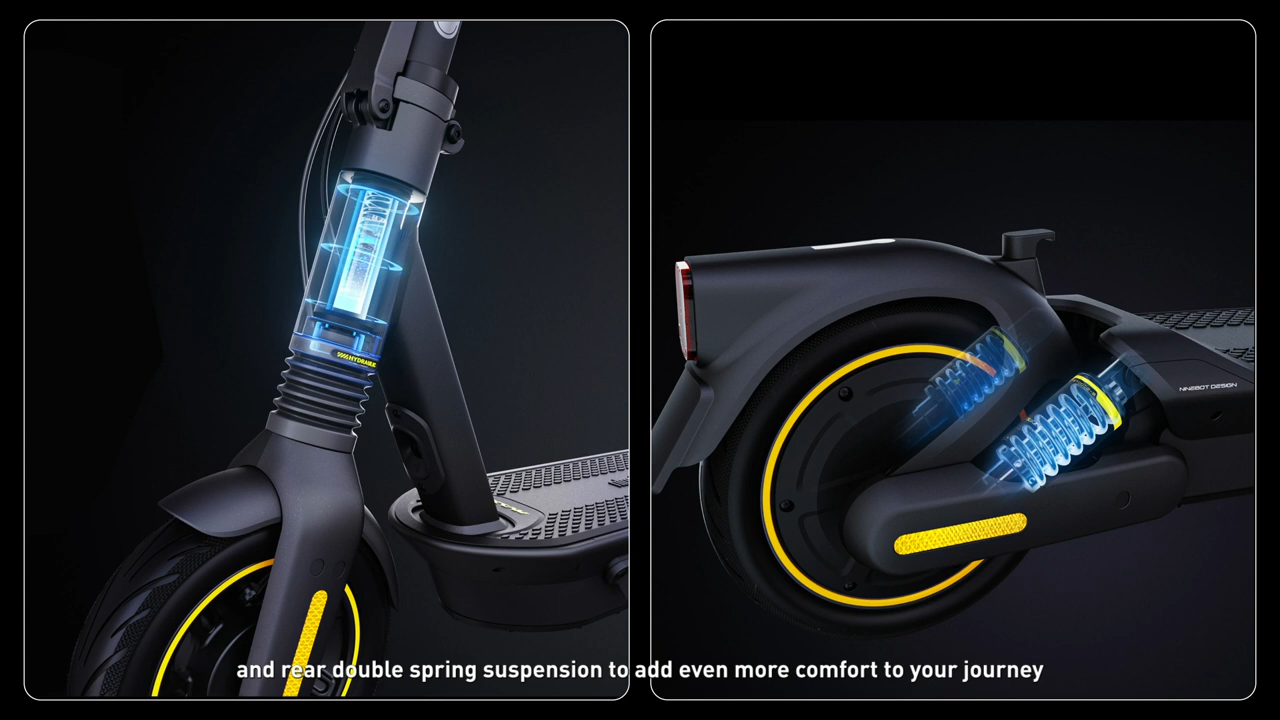 HYDRAULIC
NINEBOT DESIGN
and rear double spring suspension to add even more comfort to your journey